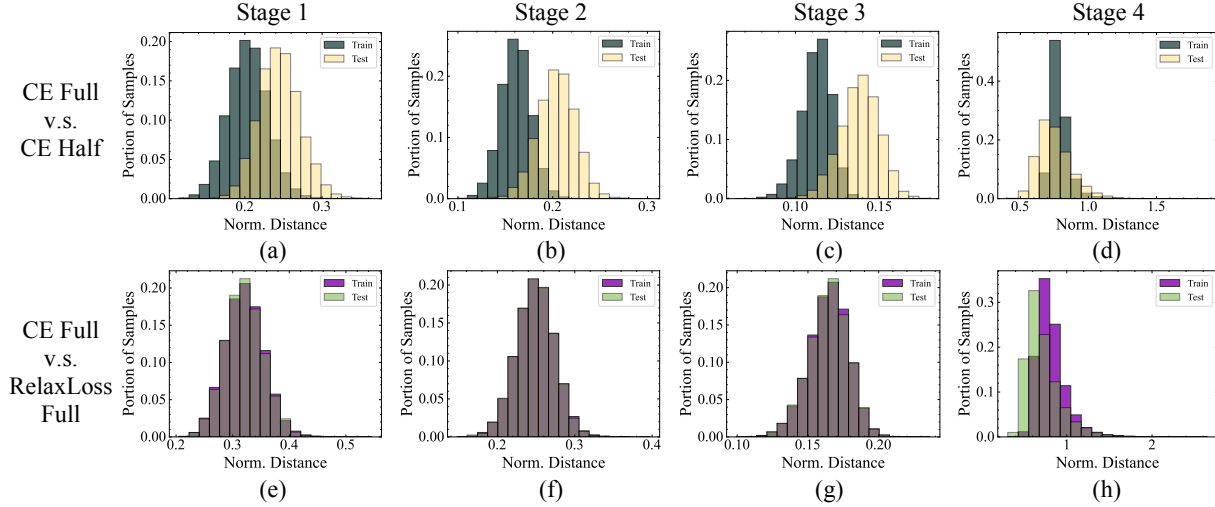 Stage 1
Stage 2
Stage 3
Stage 4
CE Full
v.s.
CE Half
Portion of Samples
0.20
0.15
0.10
0.05
0.00
Train
Test
0.2
0.3
Norm. Distance
(a)
Portion of Samples
0.2
0.1
0.0
Train
Test
0.1
0.2
0.3
Norm. Distance
(b)
Portion of Samples
0.2
0.1
0.0
Train
Test
0.10
0.15
Norm. Distance
(c)
Portion of Samples
0.4
0.2
0.0
Train
Test
0.5
1.0
1.5
Norm. Distance
(d)
CE Full
v.s.
RelaxLoss
Full
Portion of Samples
0.20
0.15
0.10
0.05
0.00
Train
Test
0.2
0.3
0.4
0.5
Norm. Distance
(e)
Portion of Samples
0.20
0.15
0.10
0.05
0.00
Train
Test
0.2
0.3
0.4
Norm. Distance
(f)
Portion of Samples
0.20
0.15
0.10
0.05
0.00
Train
Test
0.10
0.15
0.20
Norm. Distance
(g)
Portion of Samples
0.3
0.2
0.1
0.0
Train
Test
1
2
Norm. Distance
(h)